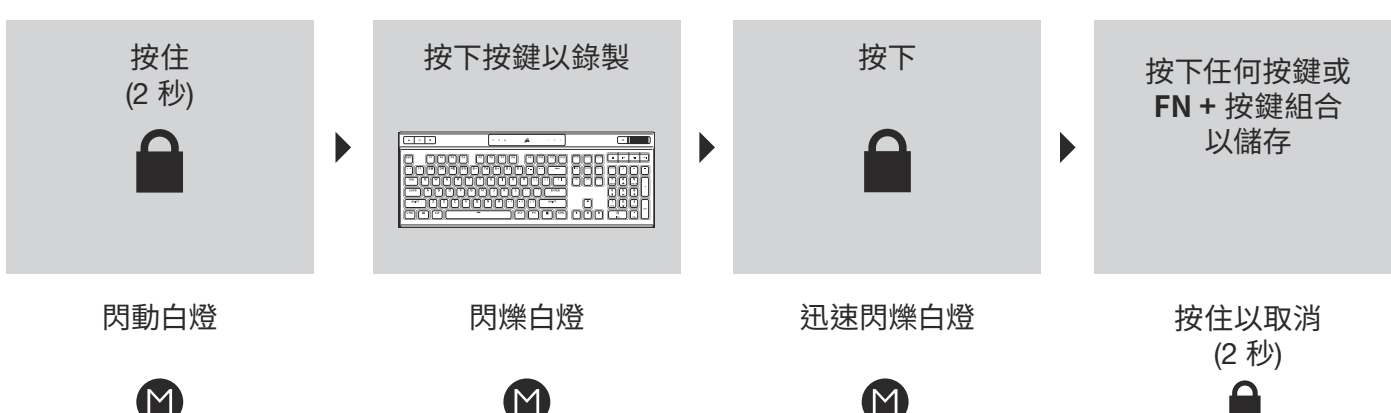 按住
(2 秒)
按下按鍵以錄製
按下
按下任何按鍵或
FN + 按鍵組合
以儲存
閃動白燈
閃爍白燈
迅速閃爍白燈
按住以取消
(2 秒)
M
M
M